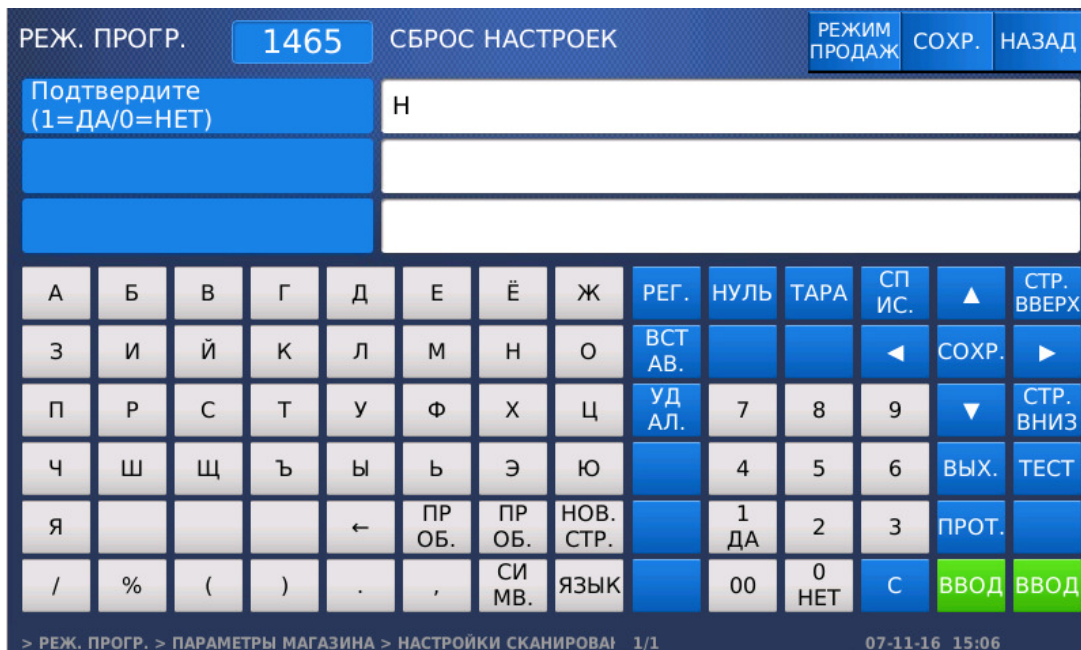 РЕЖ. ПРОГР. 1465 СБРОС НАСТРОЕК РЕЖИМ ПРОДАЖ СОХР. НАЗАД
Подтвердите
(1=ДА/0=НЕТ) Н
А Б В Г Д Е Ё Ж РЕГ. НУЛЬ ТАРА СП ИС. ▲ СТР. ВВЕРХ
З И Й К Л М Н О ВСТ АВ. ◀ СОХР. ▶
П Р С Т У Ф Х Ц УД АЛ. 7 8 9 ▼ СТР. ВНИЗ
Ч Ш Щ Ъ Ы Ь Э Ю 4 5 6 ВЫХ. ТЕСТ
Я ← ПР ОБ. ПР ОБ. НОВ. СТР. 1 ДА 2 3 ПРОТ.
/ % ( ) . , СИ МВ. ЯЗЫК 00 0 НЕТ С ВВОД ВВОД
> РЕЖ. ПРОГР. > ПАРАМЕТРЫ МАГАЗИНА > НАСТРОЙКИ СКАНИРОВАН 1/1 07-11-16 15:06